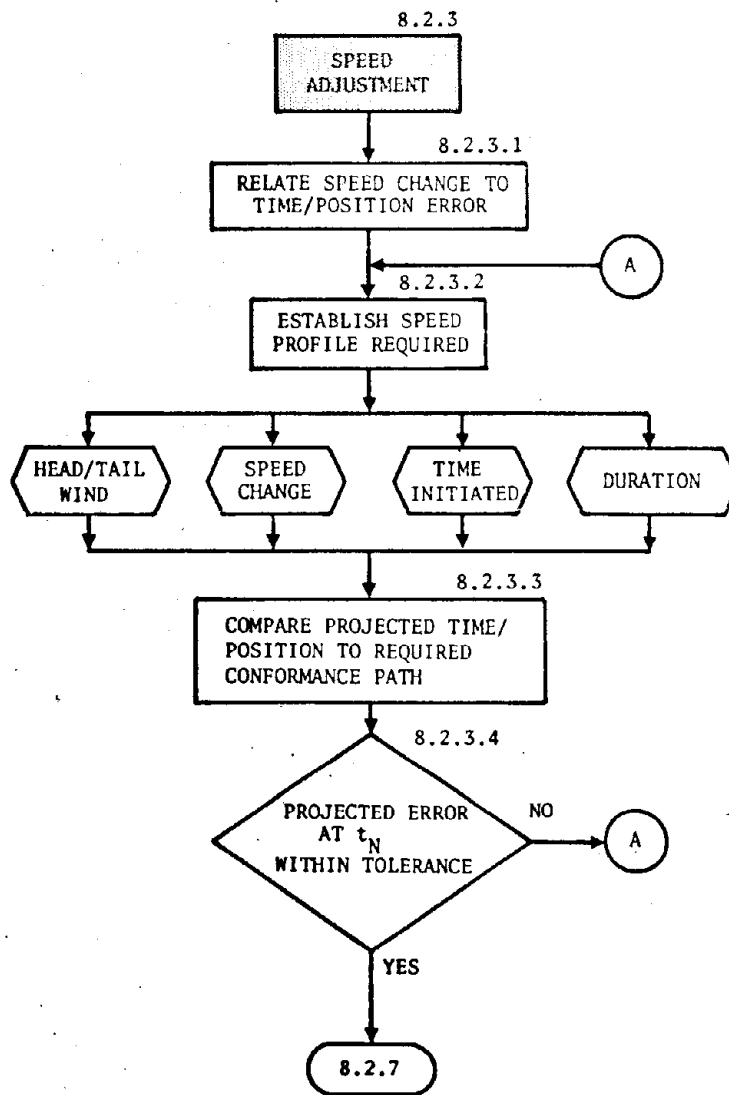 8.2.3
SPEED
ADJUSTMENT
8.2.3.1
RELATE SPEED CHANGE TO
TIME/POSITION ERROR
A
8.2.3.2
ESTABLISH SPEED
PROFILE REQUIRED
HEAD/TAIL
WIND
SPEED
CHANGE
TIME
INITIATED
DURATION
8.2.3.3
COMPARE PROJECTED TIME/
POSITION TO REQUIRED
CONFORMANCE PATH
8.2.3.4
PROJECTED ERROR
AT t_N
WITHIN TOLERANCE
NO
A
YES
8.2.7